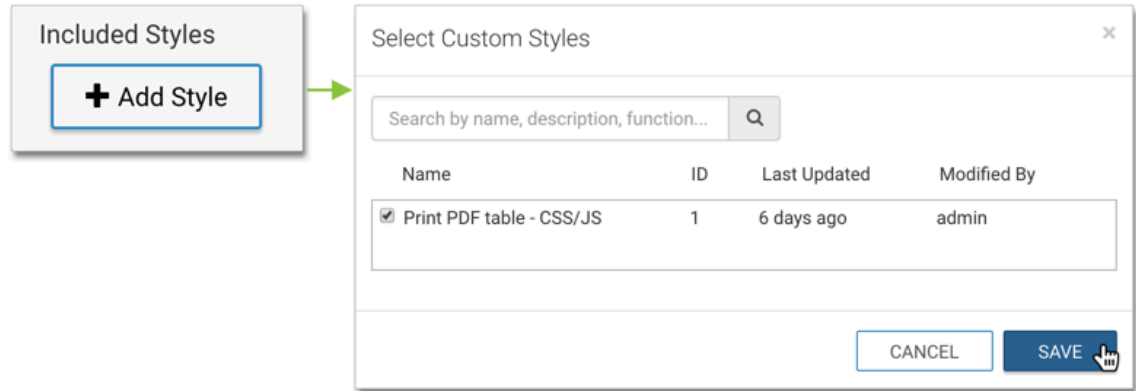 Included Styles
Add Style
Select Custom Styles
Search by name, description, function...
Name ID Last Updated Modified By
Print PDF table - CSS/JS 1 6 days ago admin
CANCEL SAVE